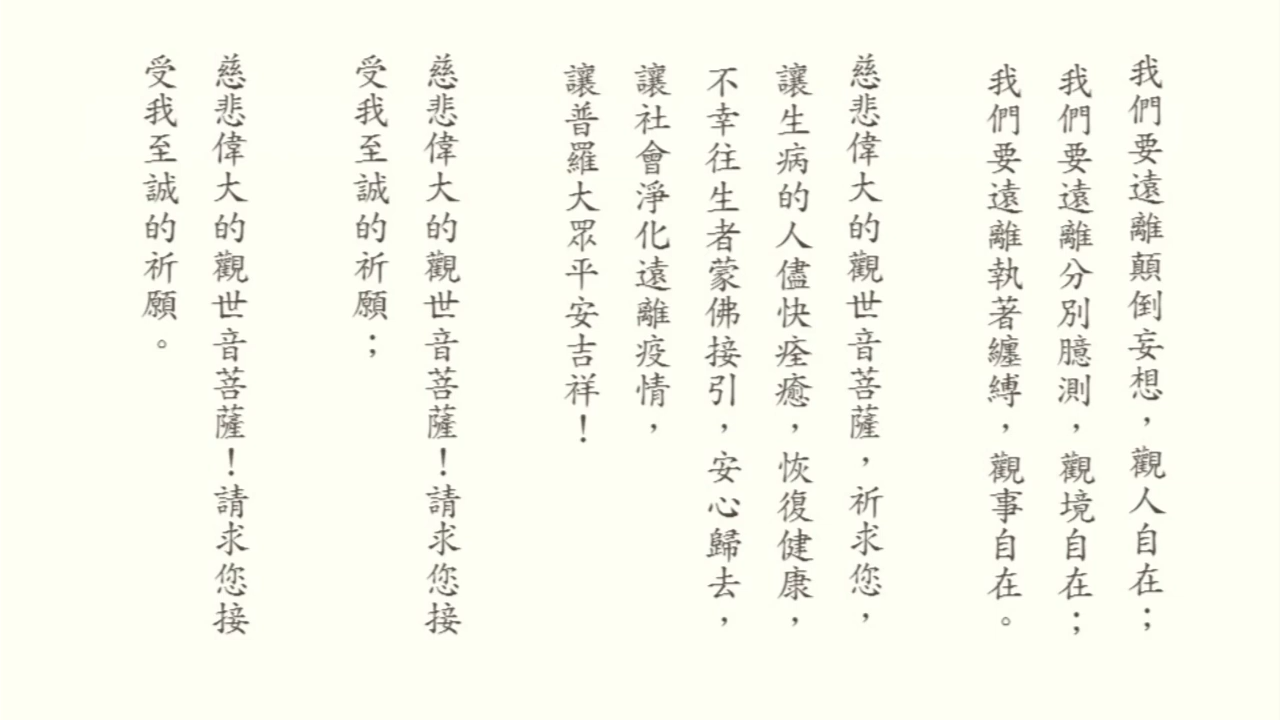 我們要遠離顛倒妄想，觀人自在；
我們要遠離分別臆測，觀境自在；
我們要遠離執著纏縛，觀事自在。
慈悲偉大的觀世音菩薩，祈求您，
讓生病的人儘快痊癒，恢復健康，
不幸往生者蒙佛接引，安心歸去，
讓社會淨化遠離疫情，
讓普羅大眾平安吉祥！
慈悲偉大的觀世音菩薩！請求您接
受我至誠的祈願；
慈悲偉大的觀世音菩薩！請求您接
受我至誠的祈願。